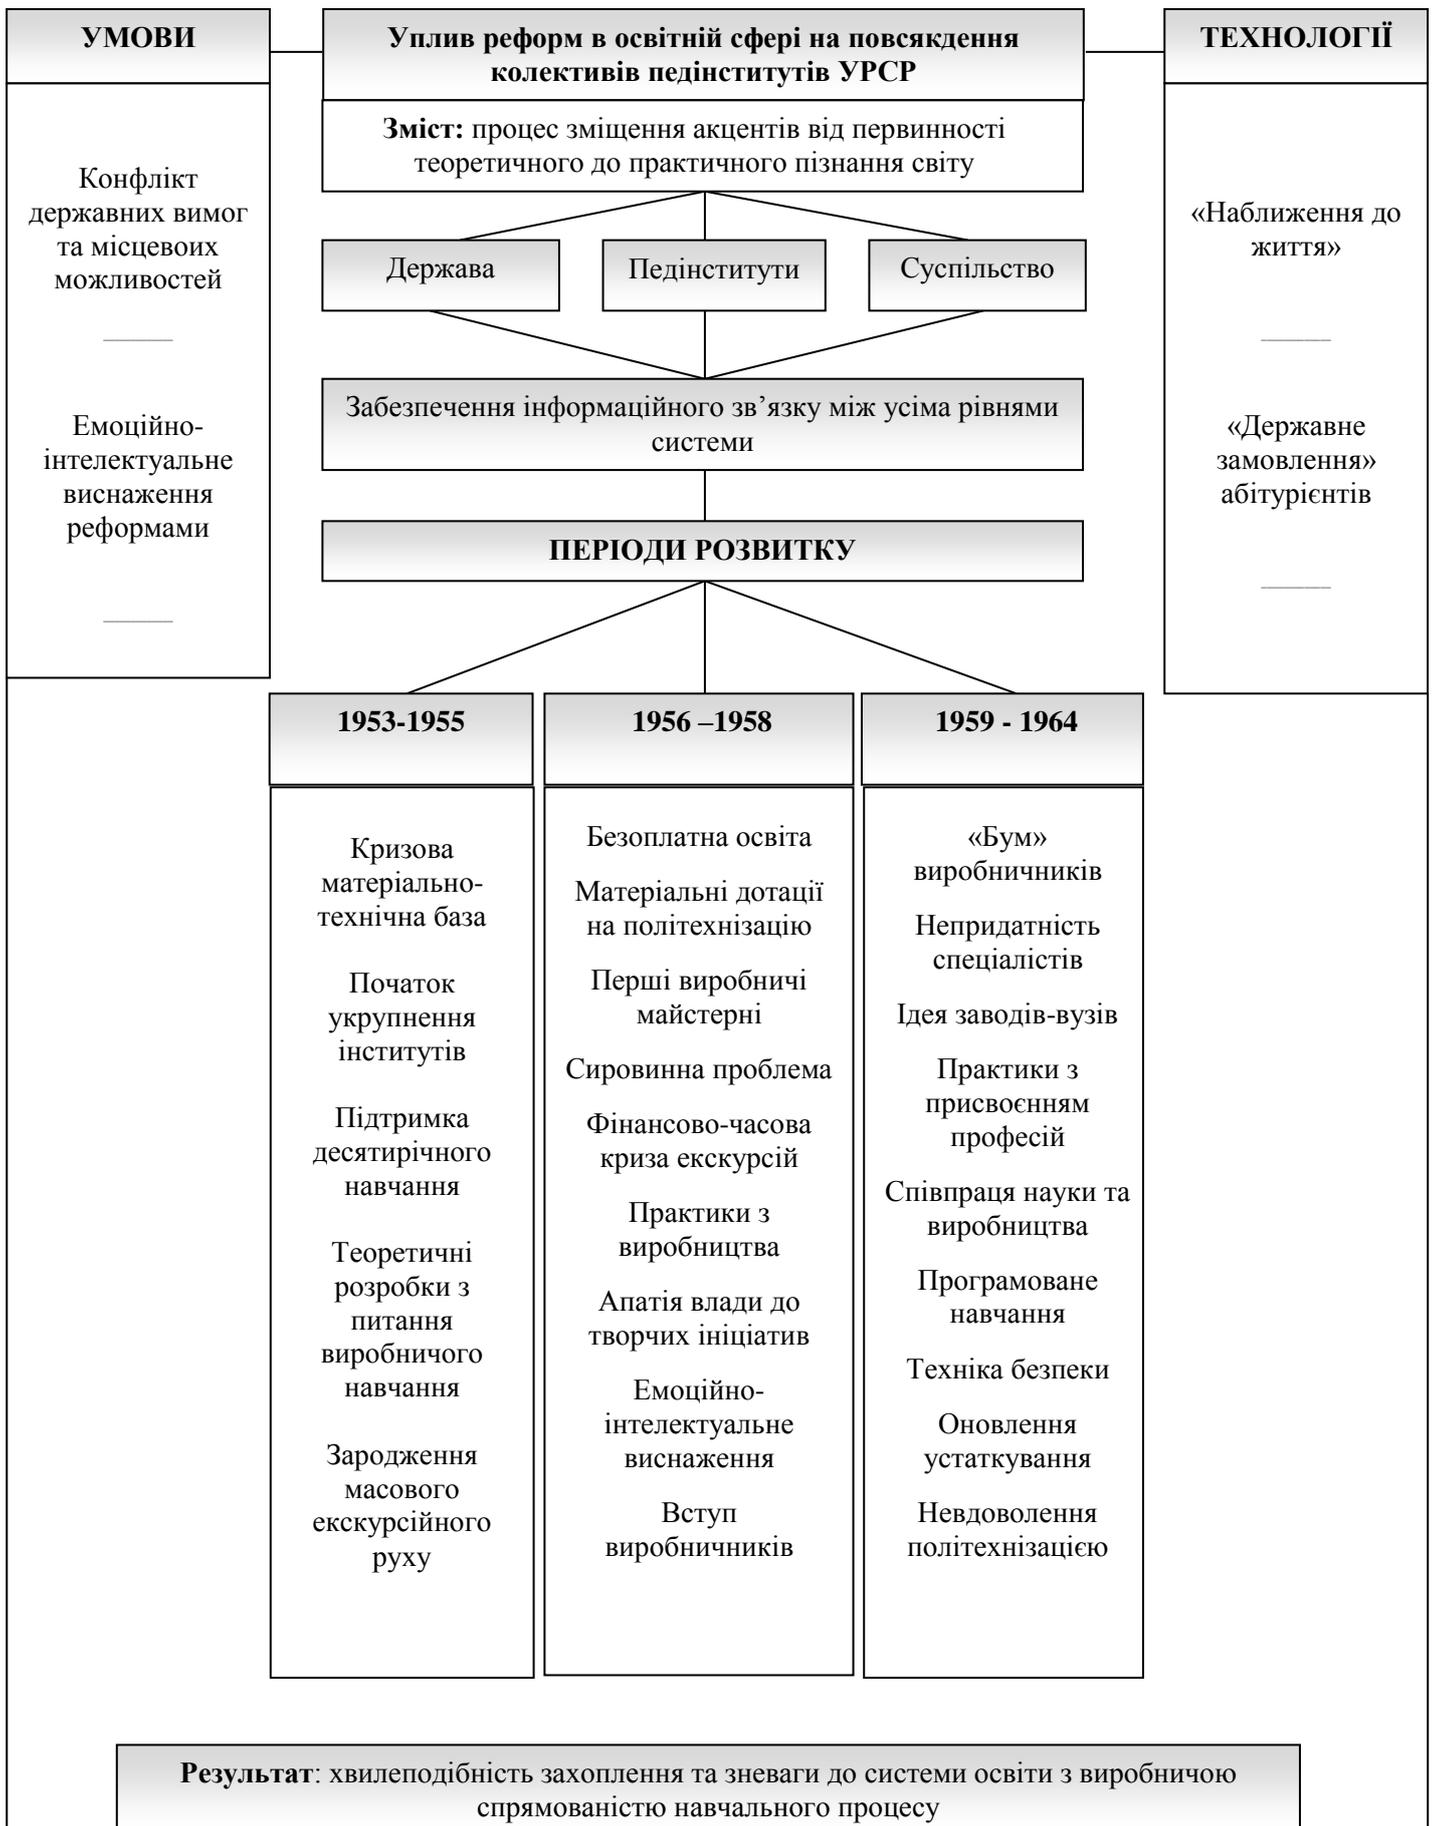 УМОВИ
Конфлікт
державних вимог
та місцевоих
можливостей
Емоційно-
інтелектуальне
виснаження
реформами
Уплив реформ в освітній сфері на повсякдення
колективів педінститутів УРСР
Зміст: процес зміщення акцентів від первинності
теоретичного до практичного пізнання світу
Держава
Педінститути
Суспільство
Забезпечення інформаційного зв’язку між усіма рівнями
системи
ПЕРІОДИ РОЗВИТКУ
ТЕХНОЛОГІЇ
«Наближення до
життя»
«Державне
замовлення»
абітурієнтів
1953-1955
Кризова
матеріально-
технічна база
Початок
укрупнення
інститутів
Підтримка
десятирічного
навчання
Теоретичні
розробки з
питання
виробничого
навчання
Зародження
масового
екскурсійного
руху
1956 –1958
Безоплатна освіта
Матеріальні дотації
на політехнізацію
Перші виробничі
майстерні
Сировинна проблема
Фінансово-часова
криза екскурсій
Практики з
виробництва
Апатія влади до
творчих ініціатив
Емоційно-
інтелектуальне
виснаження
Вступ
виробничників
1959 - 1964
«Бум»
виробничників
Непридатність
спеціалістів
Ідея заводів-вузів
Практики з
присвоєнням
професій
Співпраця науки та
виробництва
Програмоване
навчання
Техніка безпеки
Оновлення
устаткування
Невдоволення
політехнізацією
Результат: хвилеподібність захоплення та зневаги до системи освіти з виробничою
спрямованістю навчального процесу